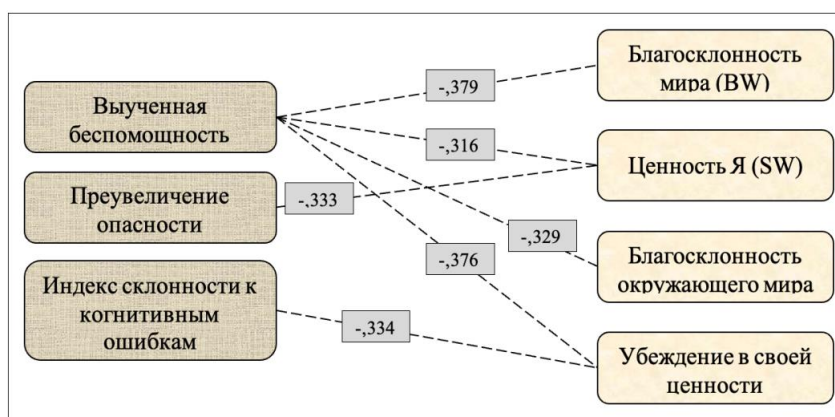 Выученная
беспомощность
Преувеличение
опасности
Индекс склонности к
когнитивным
ошибкам
-,379
-,316
-,333
-,329
-,376
-,334
Благосклонность
мира (BW)
Ценность Я (SW)
Благосклонность
окружающего мира
Убеждение в своей
ценности